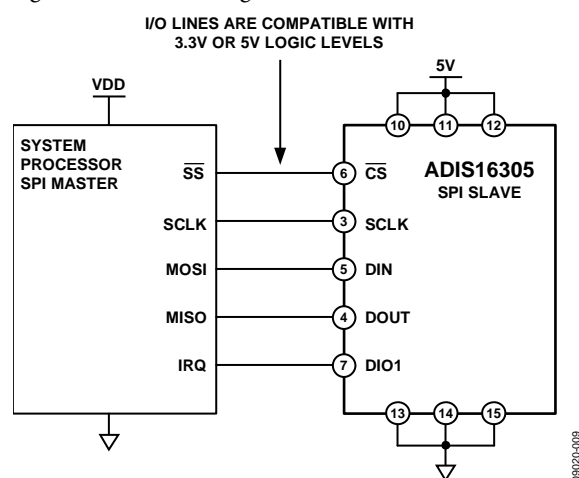 I/O LINES ARE COMPATIBLE WITH
3.3V OR 5V LOGIC LEVELS
5V
VDD
10
11
12
SYSTEM
PROCESSOR
SPI MASTER
ADIS16305
SPI SLAVE
SS
6
CS
SCLK
3
SCLK
MOSI
5
DIN
MISO
4
DOUT
IRQ
7
DIO1
13
14
15
09020-009